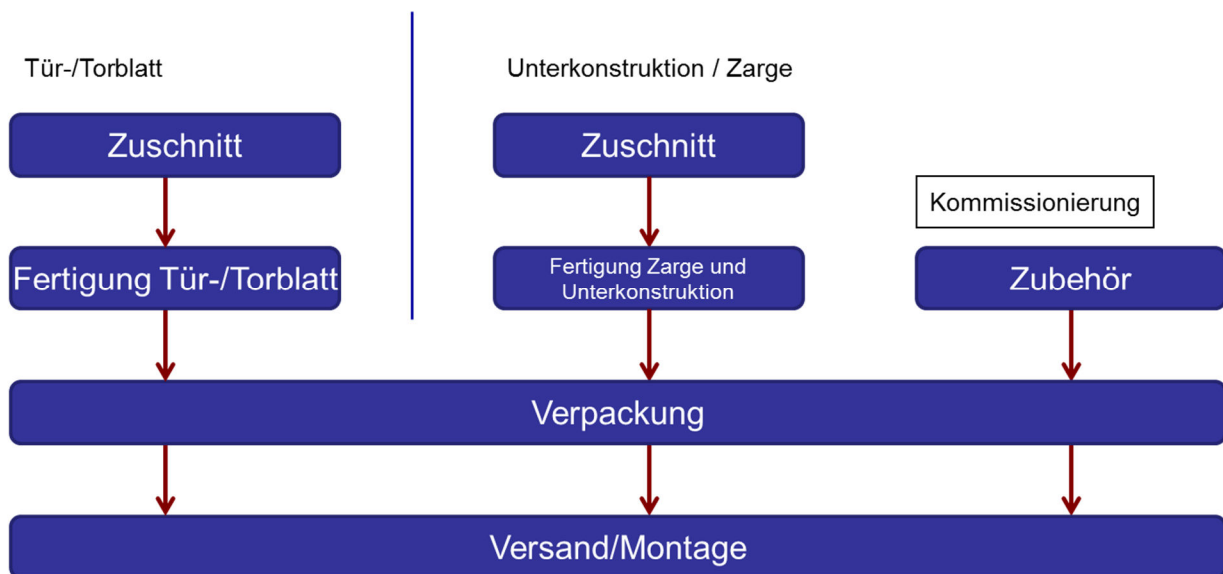 Tür-/Torblatt
Unterkonstruktion / Zarge
Zuschnitt
Zuschnitt
Kommissionierung
Fertigung Tür-/Torblatt
Fertigung Zarge und
Unterkonstruktion
Zubehör
Verpackung
Versand/Montage